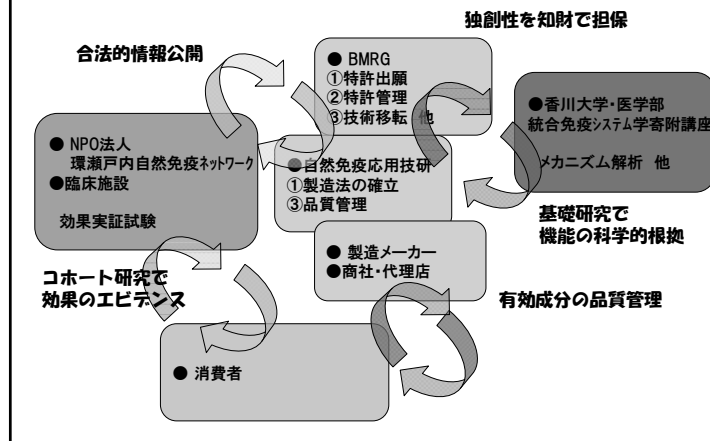 独創性を知財で担保
合法的情報公開
● BMRG
①特許出願
②特許管理
③技術移転 他
●香川大学・医学部
統合免疫システム学寄附講座
メカニズム解析 他
● NPO法人
環瀬戸内自然免疫ネットワーク
●臨床施設
効果実証試験
●自然免疫応用技研
①製造法の確立
③品質管理
基礎研究で
機能の科学的根拠
● 製造メーカー
●商社・代理店
コホート研究で
効果のエビデンス
有効成分の品質管理
● 消費者